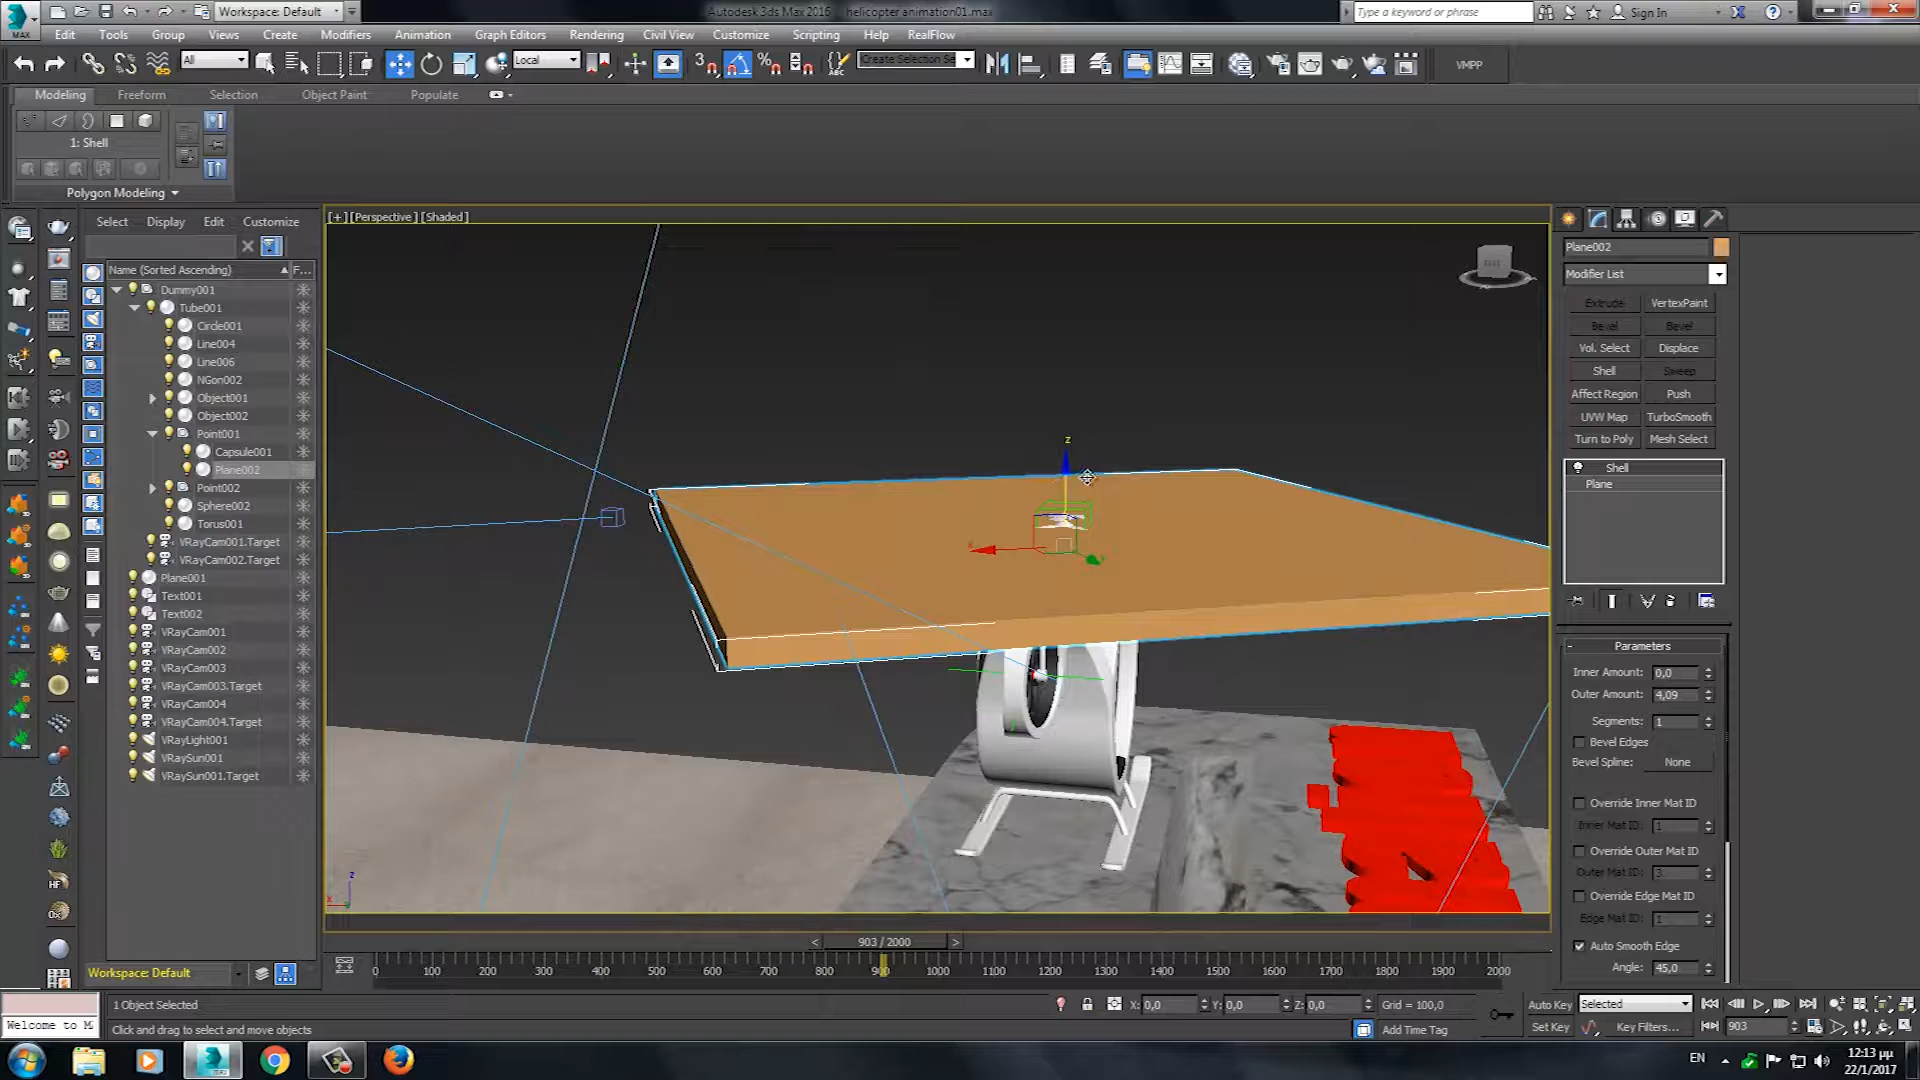 Workspace: Default
Autodesk 3ds Max 2016
helicopter animation01.max
Type a keyword or phrase
Sign In
MAX
Edit
Tools
Group
Views
Create
Modifiers
Animation
Graph Editors
Rendering
Civil View
Customize
Scripting
Help
RealFlow
All
Local
3
ABC
Create Selection Se
VMPP
Modeling
Freeform
Selection
Object Paint
Populate
1: Shell
Polygon Modeling
Select
Display
Edit
Customize
Name (Sorted Ascending)
F...
Dummy001
Tube001
Circle001
Line004
Line006
NGon002
Object001
Object002
Point001
Capsule001
Plane002
Point002
Sphere002
Torus001
VRayCam001.Target
VRayCam002.Target
Plane001
Text001
Text002
VRayCam001
VRayCam002
VRayCam003
VRayCam003.Target
VRayCam004
VRayCam004.Target
VRayLight001
VRaySun001
VRaySun001.Target
Workspace: Default
[+] [Perspective] [Shaded]
z
z
x
Plane002
Modifier List
Extrude
VertexPaint
Bevel
Bevel
Vol. Select
Displace
Shell
Sweep
Affect Region
Push
UVW Map
TurboSmooth
Turn to Poly
Mesh Select
Shell
Plane
- Parameters
Inner Amount: 0,0
Outer Amount: 4,09
Segments: 1
Bevel Edges
Bevel Spline: None
Override Inner Mat ID
Inner Mat ID: 1
Override Outer Mat ID
Outer Mat ID: 3
Override Edge Mat ID
Edge Mat ID: 1
Auto Smooth Edge
Angle: 45,0
< 903 / 2000 >
0 100 200 300 400 500 600 700 800 900 1000 1100 1200 1300 1400 1500 1600 1700 1800 1900 2000
1 Object Selected
X: 0,0
Y: 0,0
Z: 0,0
Grid = 100,0
Auto Key
Selected
Welcome to M
Click and drag to select and move objects
Add Time Tag
Set Key
Key Filters...
903
EN
12:13 μμ
22/1/2017